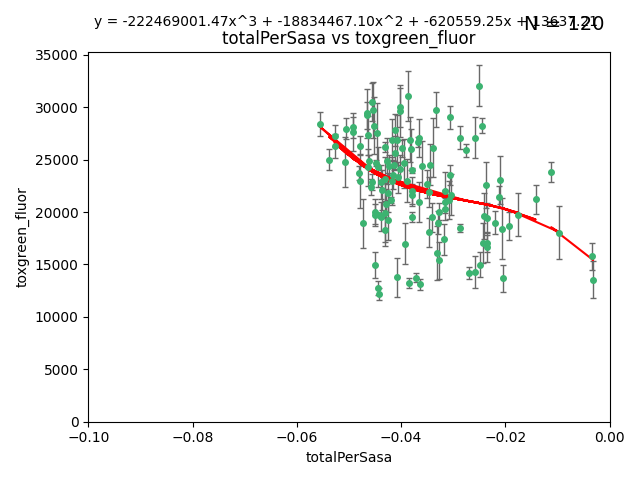 y = -222469001.47x^3 + -18834467.10x^2 + -620559.25x + 13637.21
N = 120
totalPerSasa vs toxgreen_fluor
35000
30000
25000
20000
15000
10000
5000
0
toxgreen_fluor
−0.10
−0.08
−0.06
−0.04
−0.02
0.00
totalPerSasa